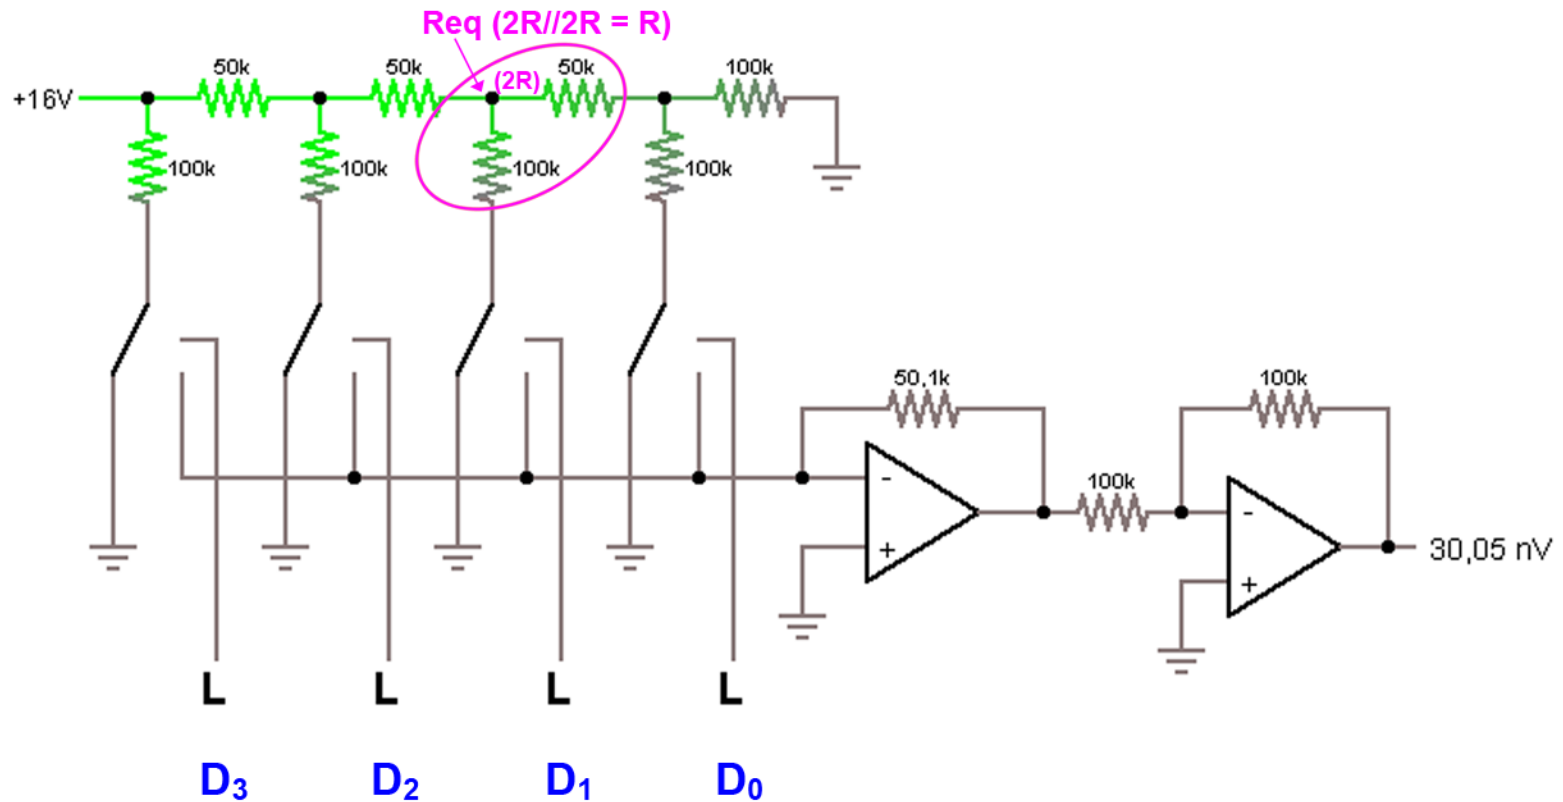 Req (2R//2R = R)
50k
50k
(2R)
50k
100k
+16V
100k
100k
100k
100k
50,1k
100k
-
+
100k
-
+
30,05 nV
L
L
L
L
D₃
D₂
D₁
D₀